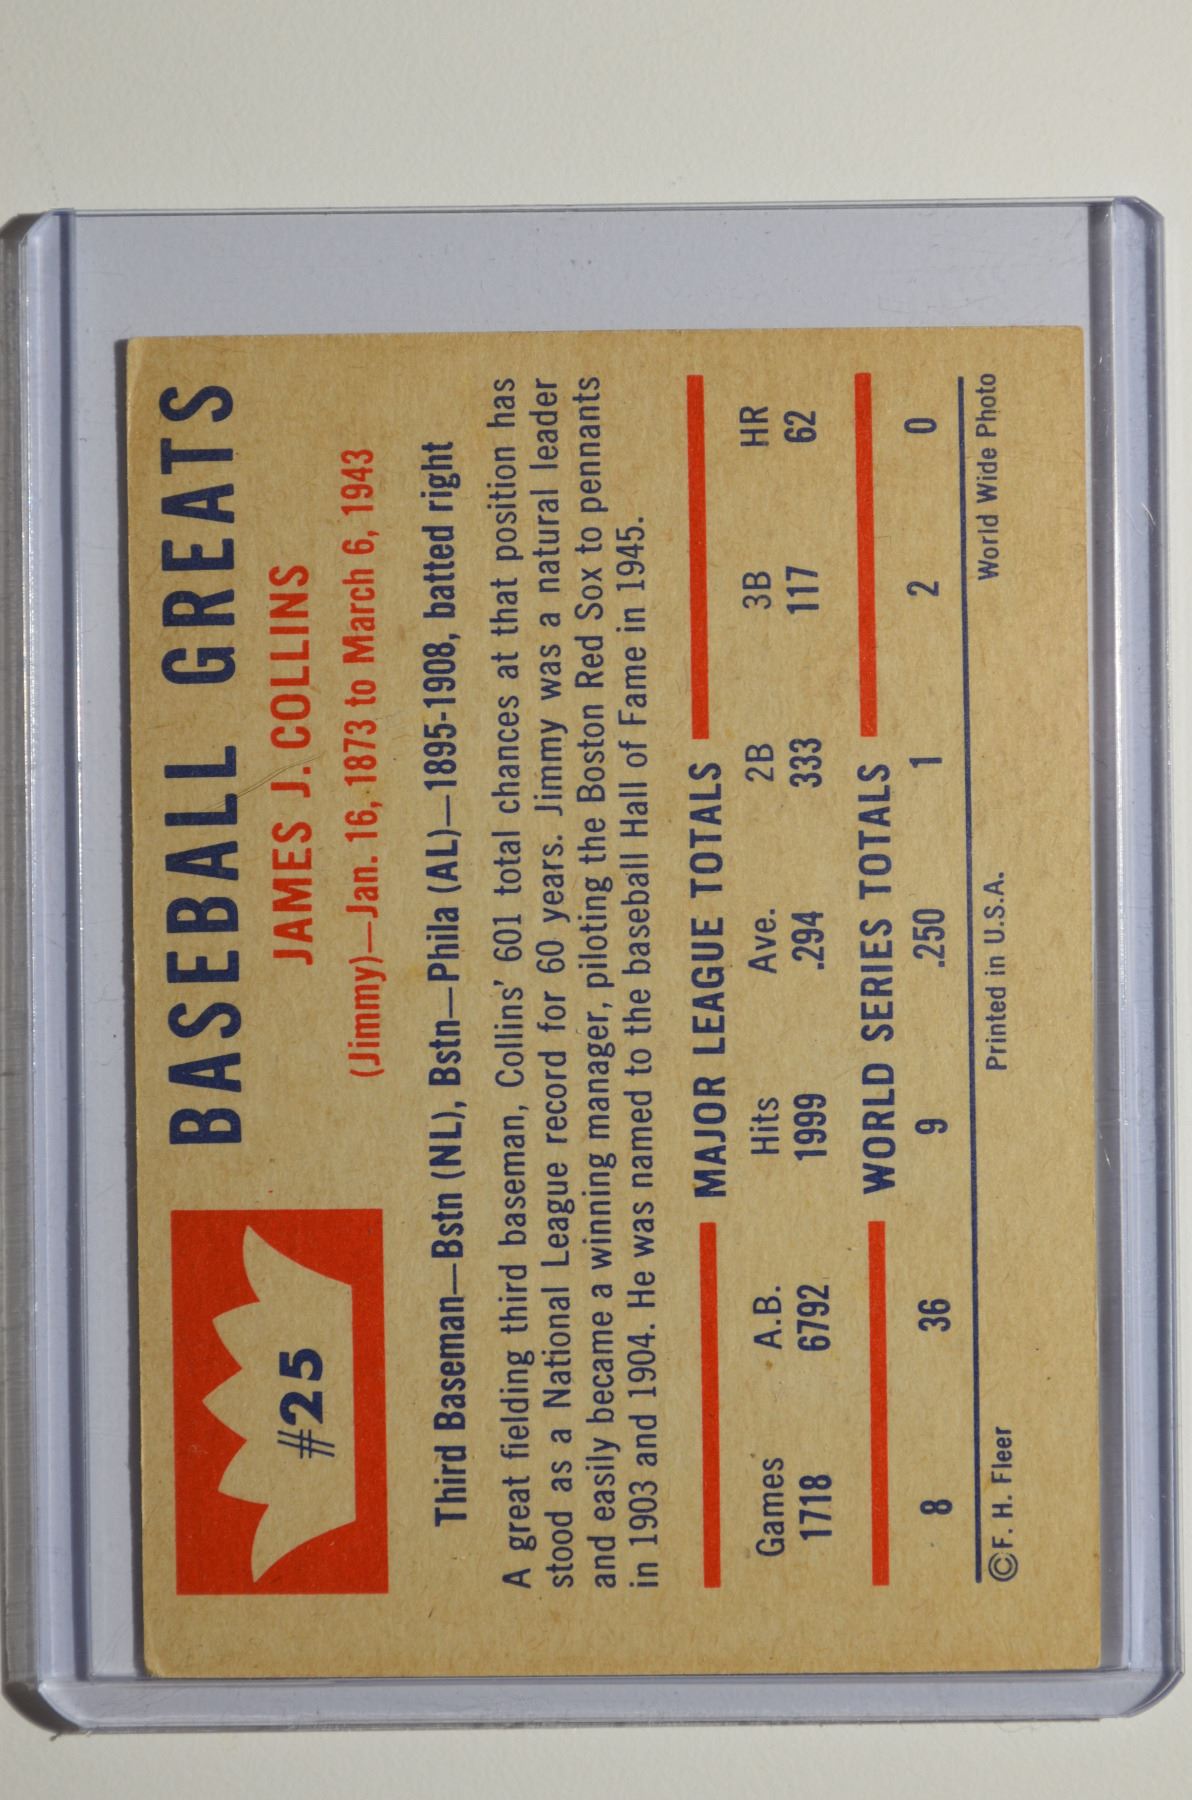 #25
BASEBALL GREATS
JAMES J. COLLINS
(Jimmy)—Jan. 16, 1873 to March 6, 1943
Third Baseman—Bstn (NL), Bstn—Phila (AL)—1895-1908, batted right
A great fielding third baseman, Collins' 601 total chances at that position has
stood as a National League record for 60 years. Jimmy was a natural leader
and easily became a winning manager, piloting the Boston Red Sox to pennants
in 1903 and 1904. He was named to the baseball Hall of Fame in 1945.
MAJOR LEAGUE TOTALS
Games A.B. Hits Ave. 2B 3B HR
1718 6792 1999 .294 333 117 62
WORLD SERIES TOTALS
8 36 9 .250 1 2 0
©F. H. Fleer Printed in U.S.A. World Wide Photo